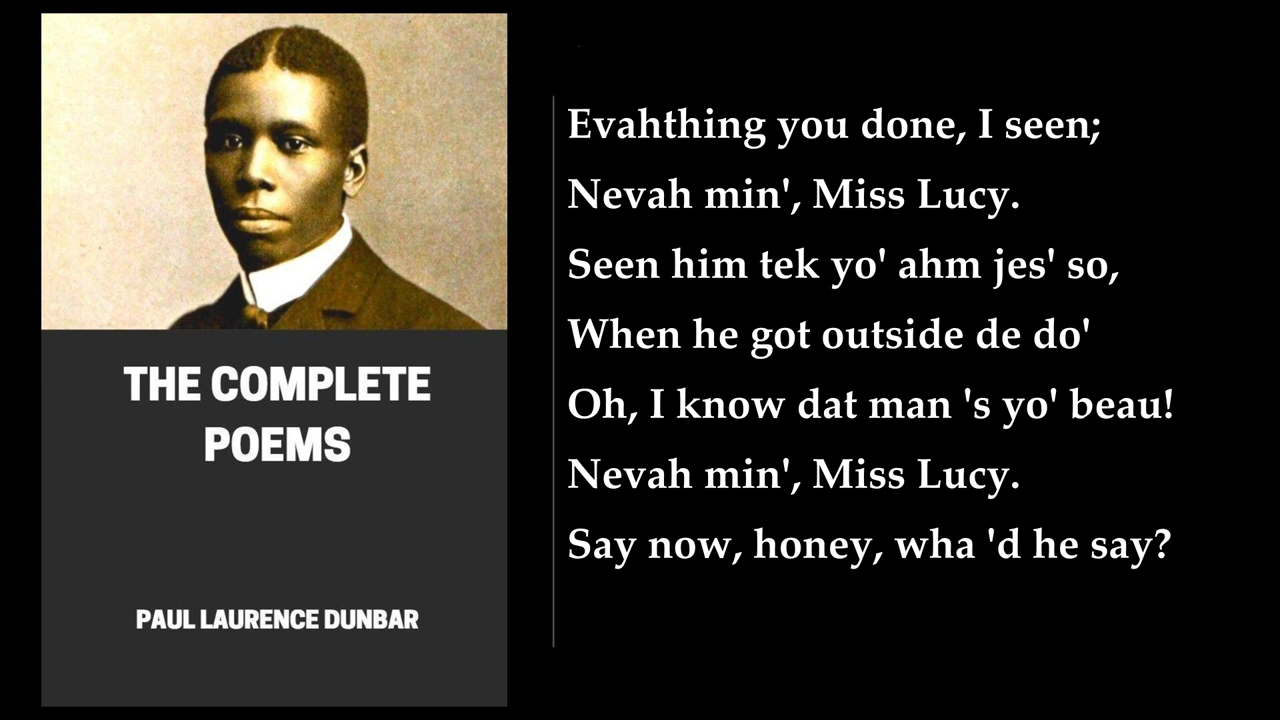 THE COMPLETE
POEMS
PAUL LAURENCE DUNBAR
Evahthing you done, I seen;
Nevah min', Miss Lucy.
Seen him tek yo' ahm jes' so,
When he got outside de do'
Oh, I know dat man 's yo' beau!
Nevah min', Miss Lucy.
Say now, honey, wha 'd he say?